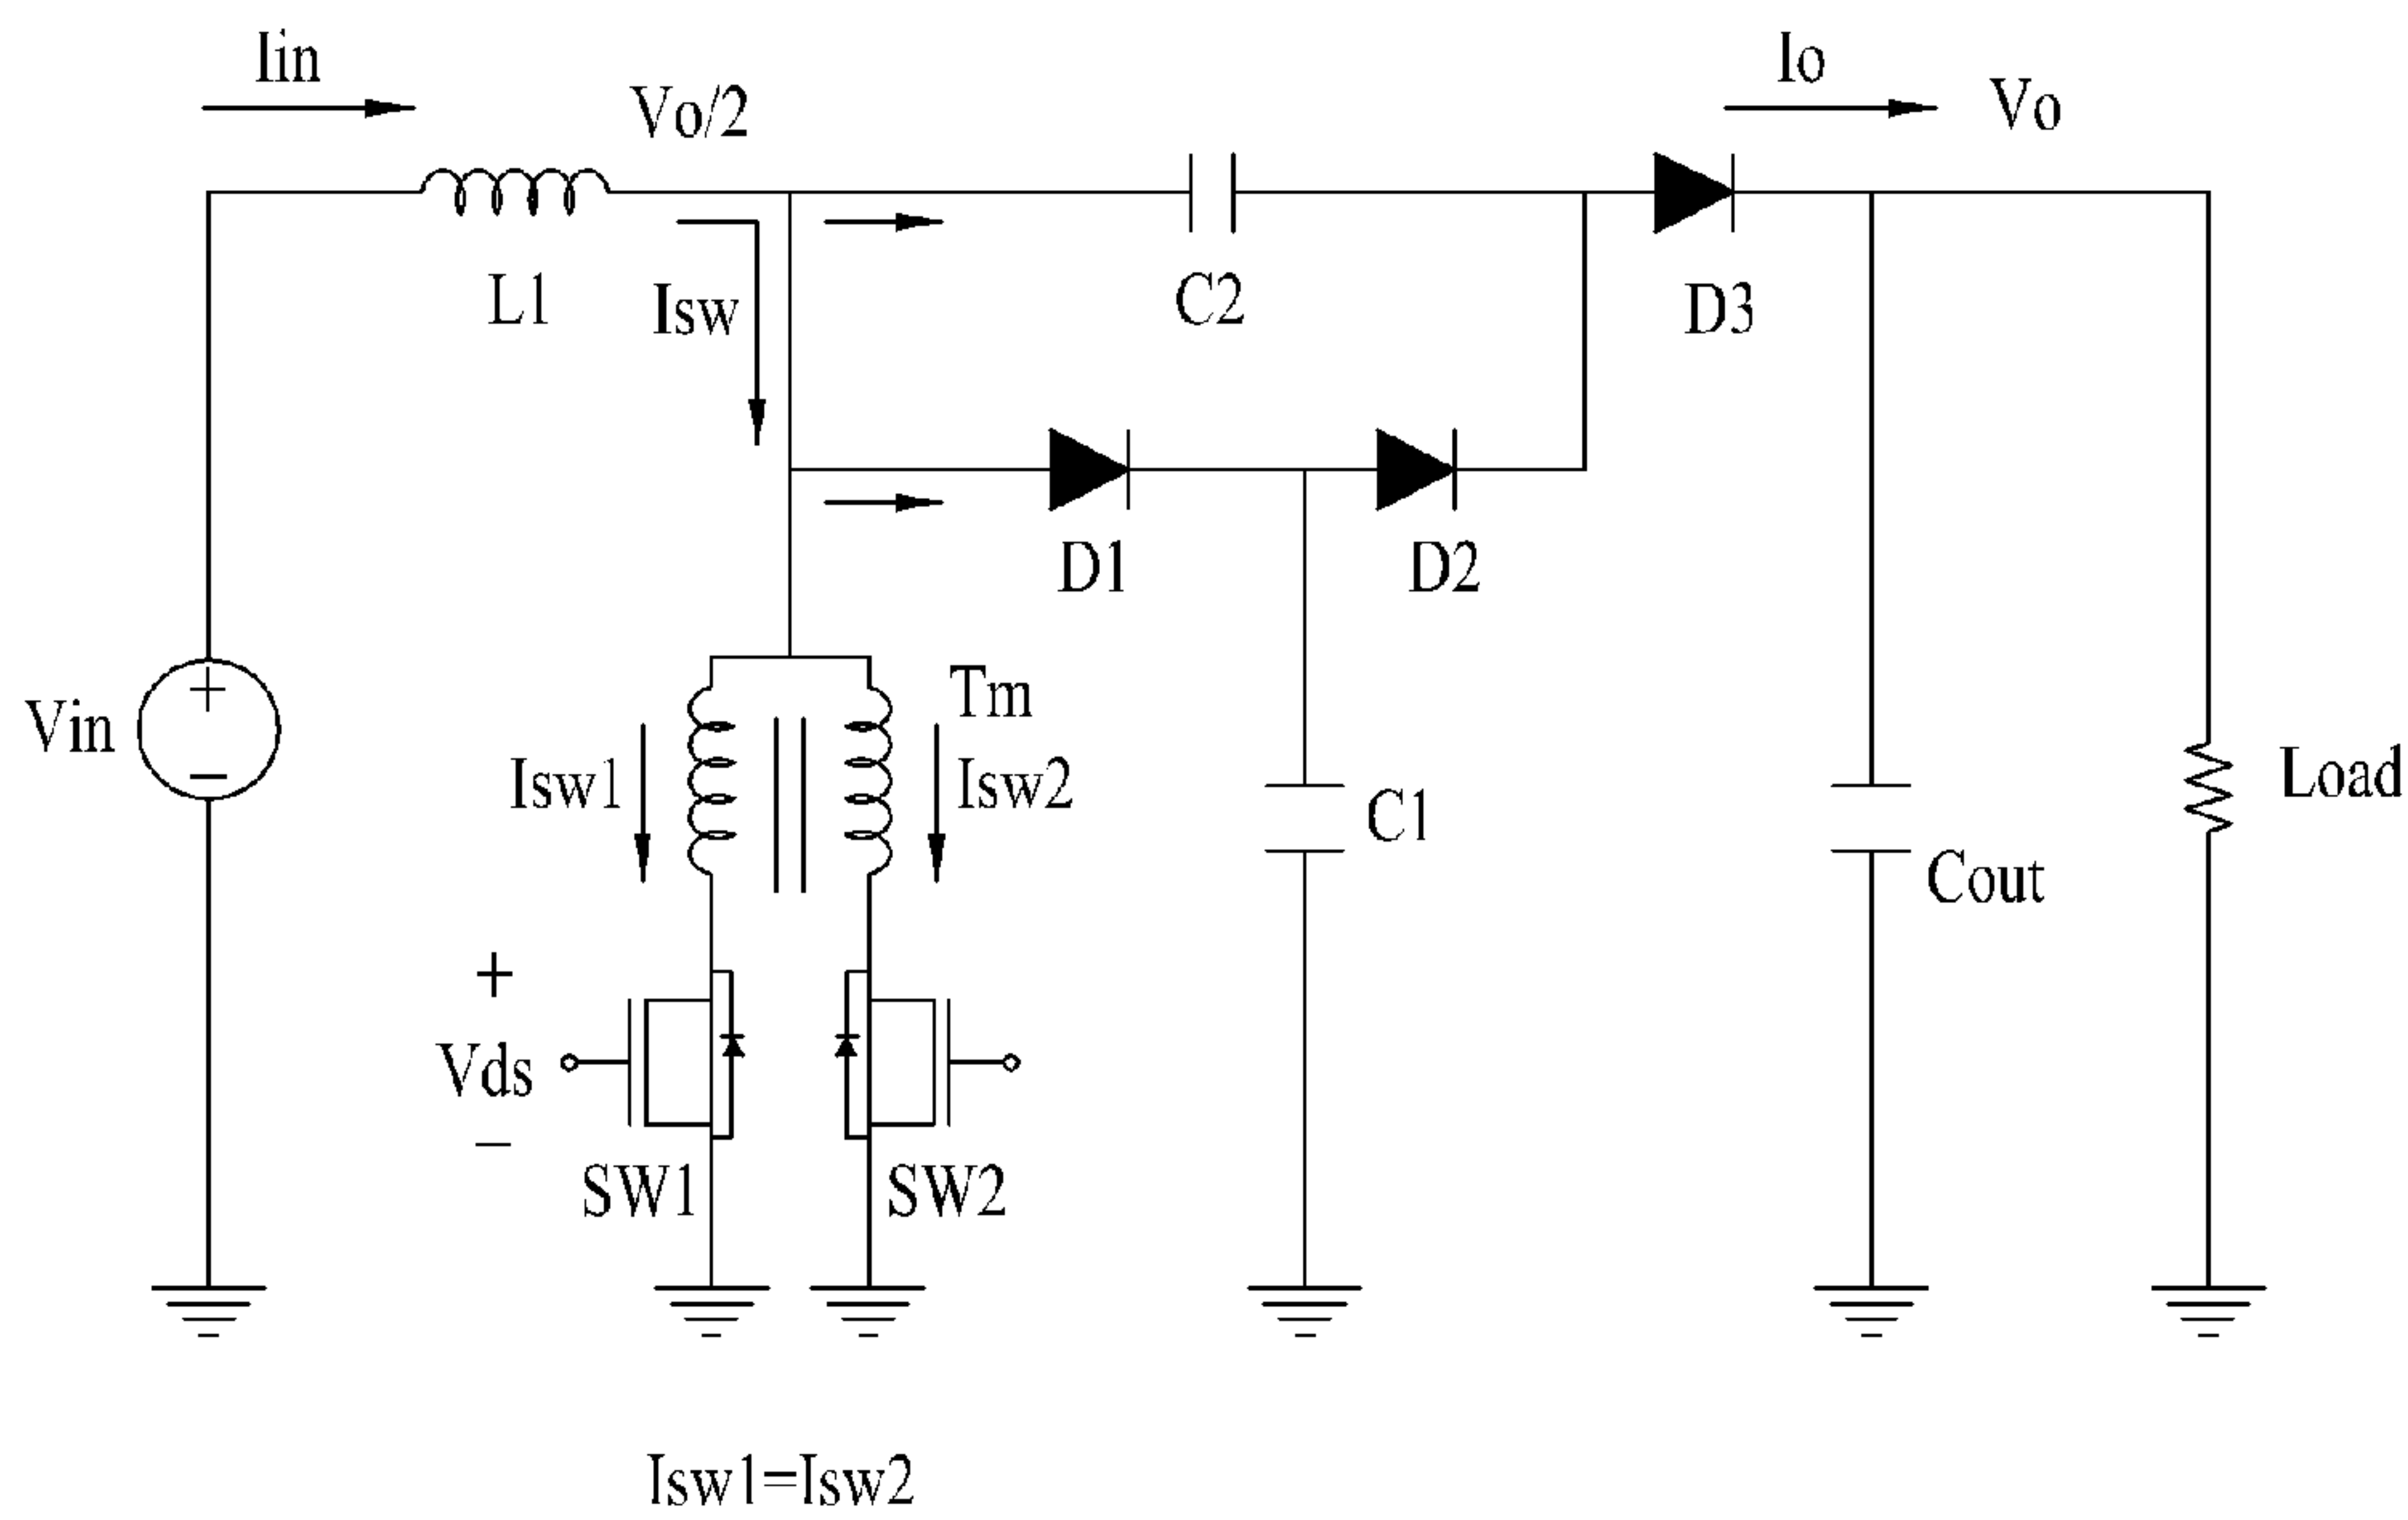 Iin
Io
Vo/2
Vo
L1
Isw
C2
D3
D1
D2
Tm
Vin
+
−
Isw1
Isw2
Load
C1
Cout
+
Vds
−
SW1
SW2
Isw1=Isw2